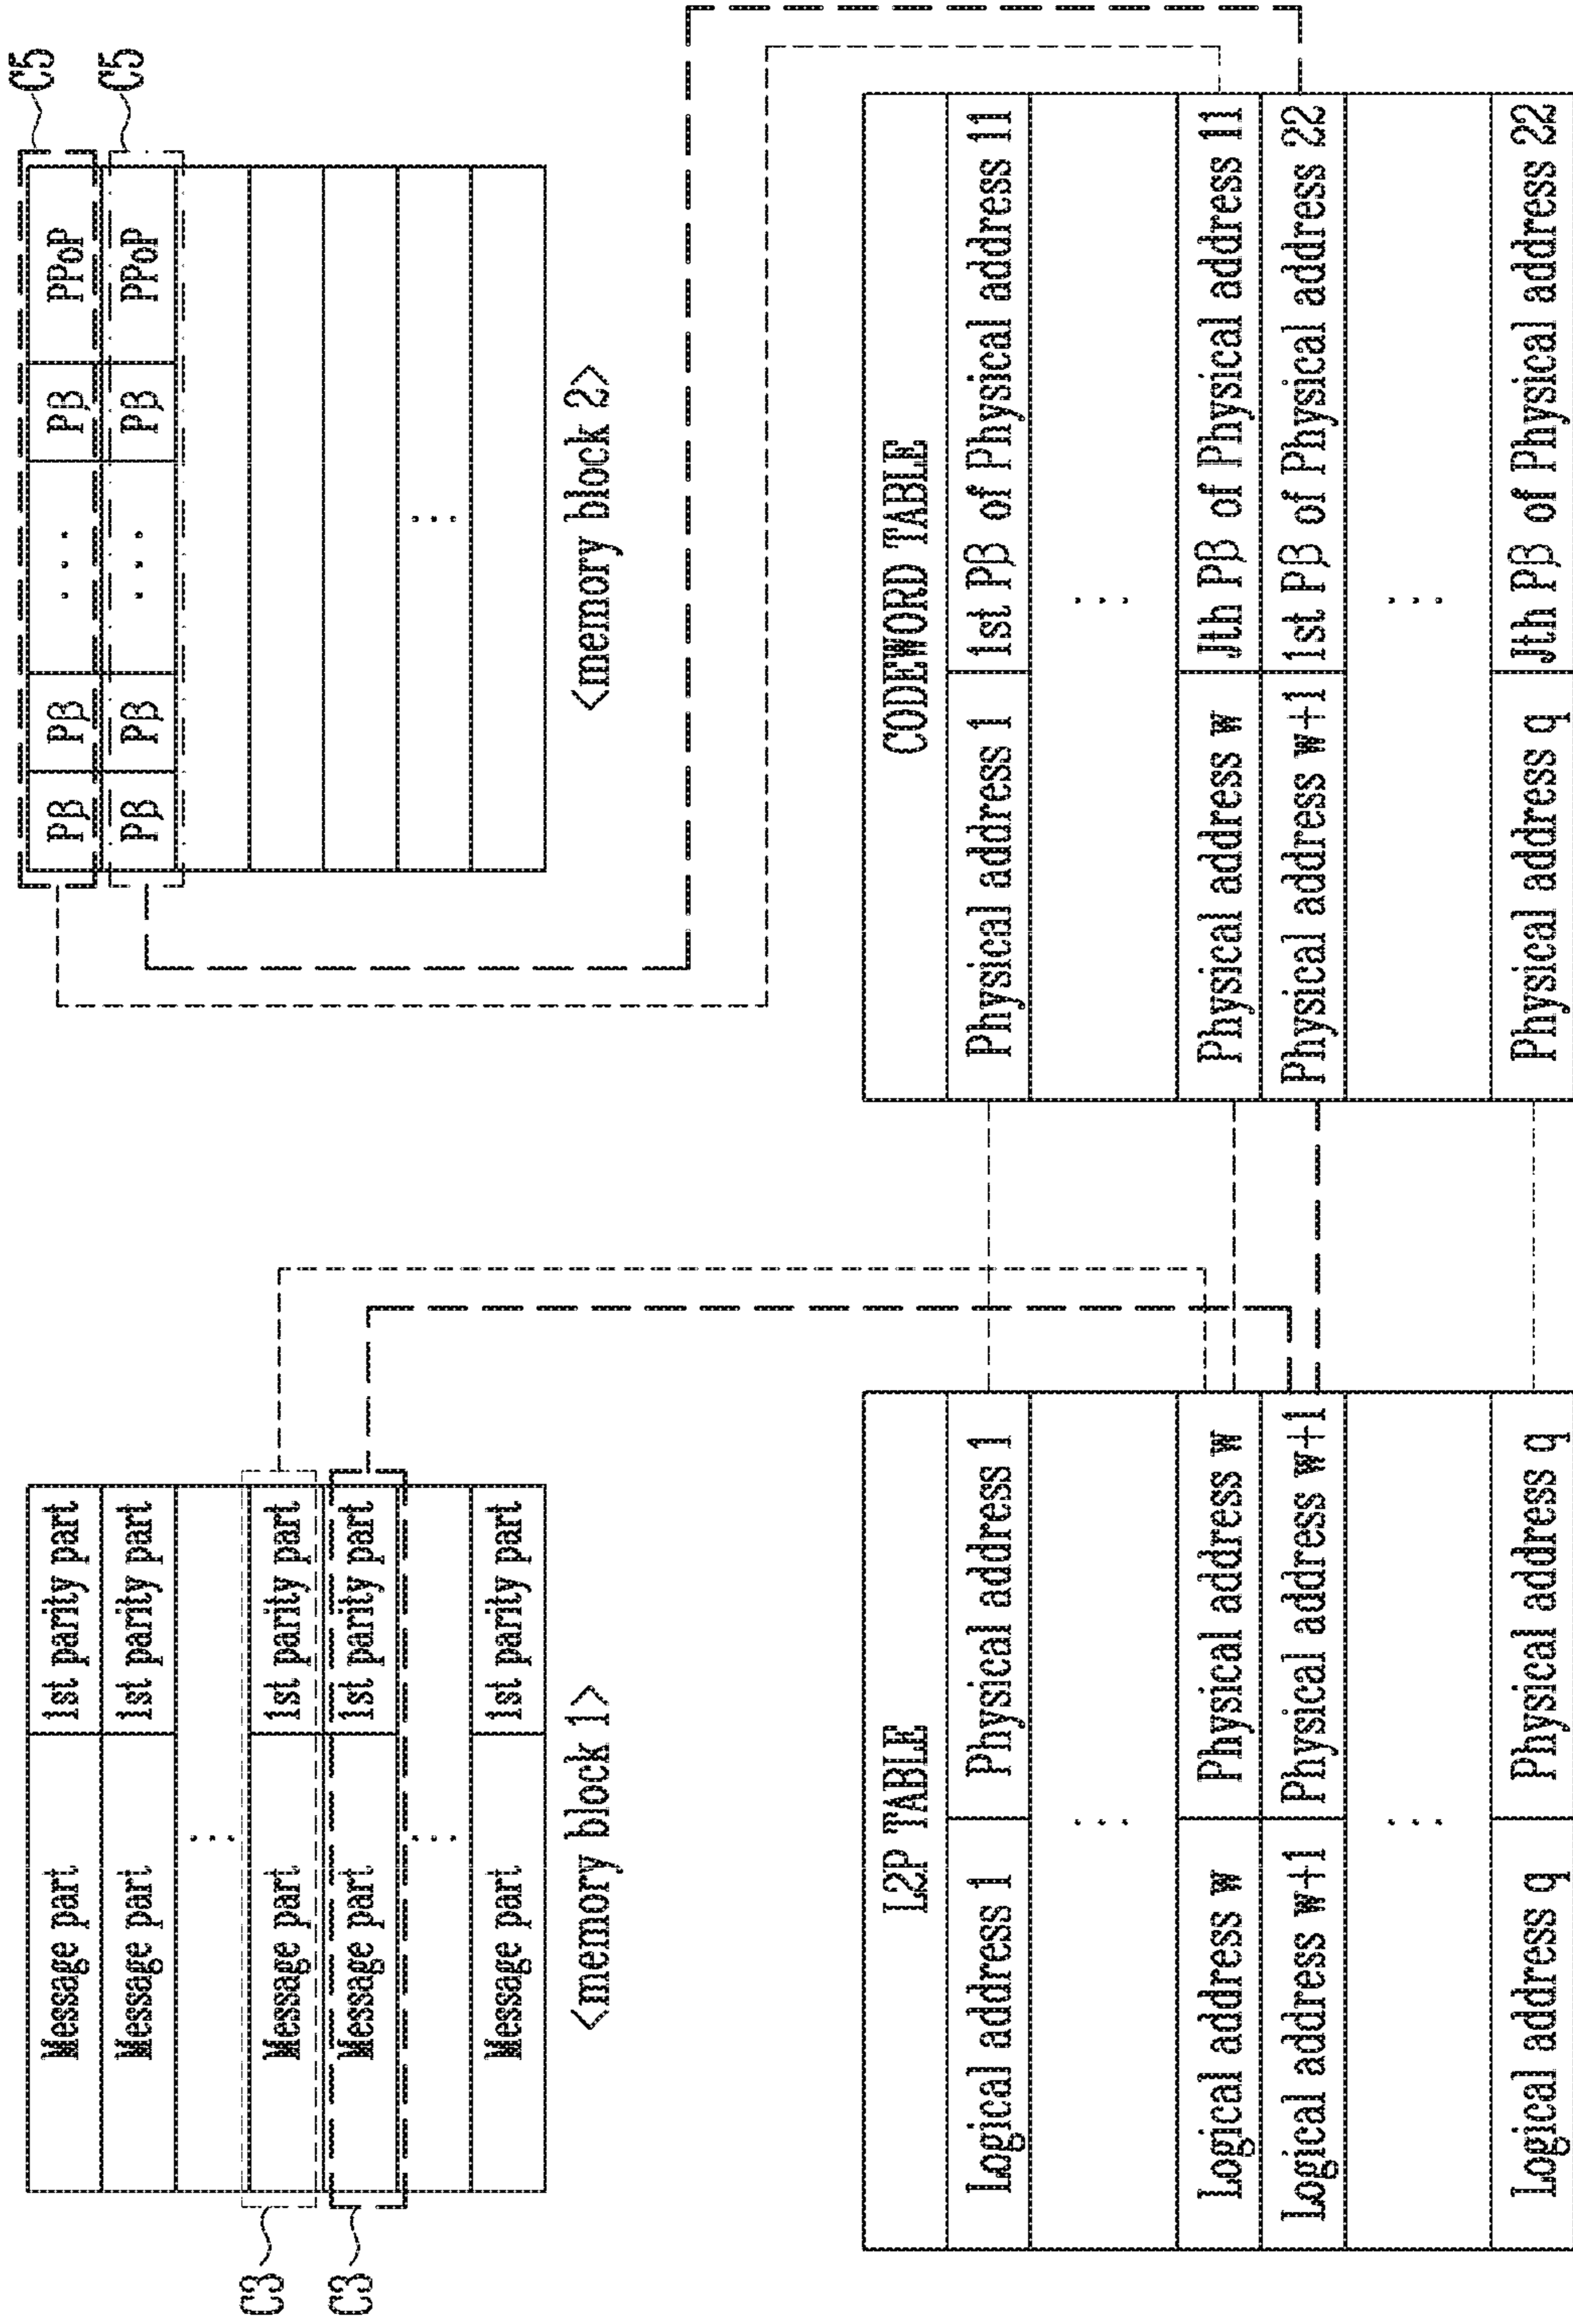 Message part 1st parity part
Message part 1st parity part
...
C3 Message part 1st parity part
C3 Message part 1st parity part
...
Message part 1st parity part
<memory block 1>
Pβ Pβ ... Pβ PPoP C5
Pβ Pβ ... Pβ PPoP C5
...
<memory block 2>
L2P TABLE
Logical address 1 Physical address 1
...
Logical address w Physical address w
Logical address w+1 Physical address w+1
...
Logical address q Physical address q
CODEWORD TABLE
Physical address 1 1st Pβ of Physical address 11
...
Physical address w Jth Pβ of Physical address 11
Physical address w+1 1st Pβ of Physical address 22
...
Physical address q Jth Pβ of Physical address 22